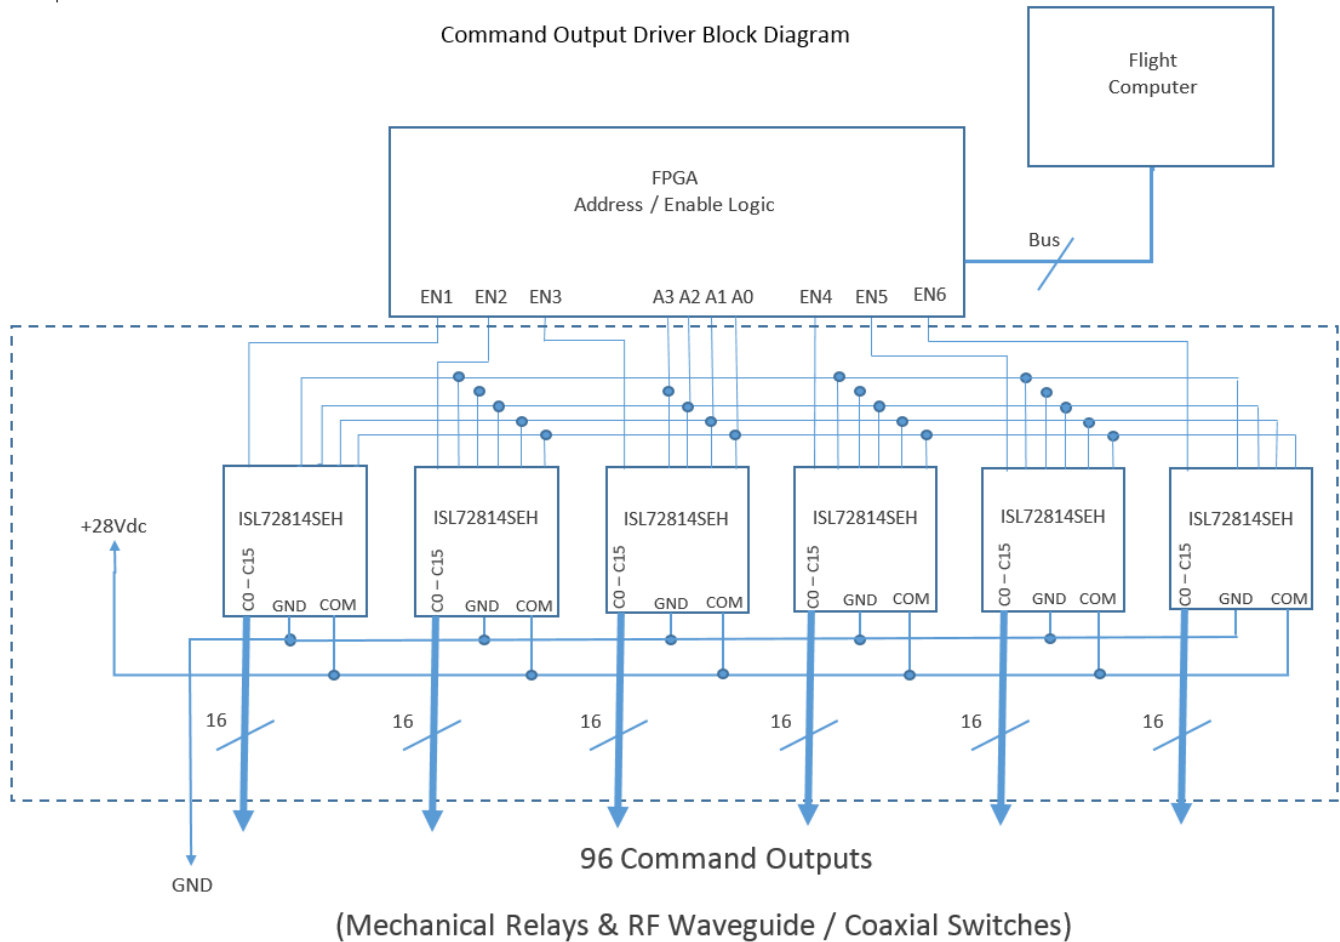 Command Output Driver Block Diagram
Flight
Computer
FPGA
Address / Enable Logic
Bus
EN1 EN2 EN3 A3 A2 A1 A0 EN4 EN5 EN6
+28Vdc
ISL72814SEH ISL72814SEH ISL72814SEH ISL72814SEH ISL72814SEH ISL72814SEH
C0 – C15 C0 – C15 C0 – C15 C0 – C15 C0 – C15 C0 – C15
GND COM GND COM GND COM GND COM GND COM GND COM
16 16 16 16 16 16
96 Command Outputs
GND
(Mechanical Relays & RF Waveguide / Coaxial Switches)